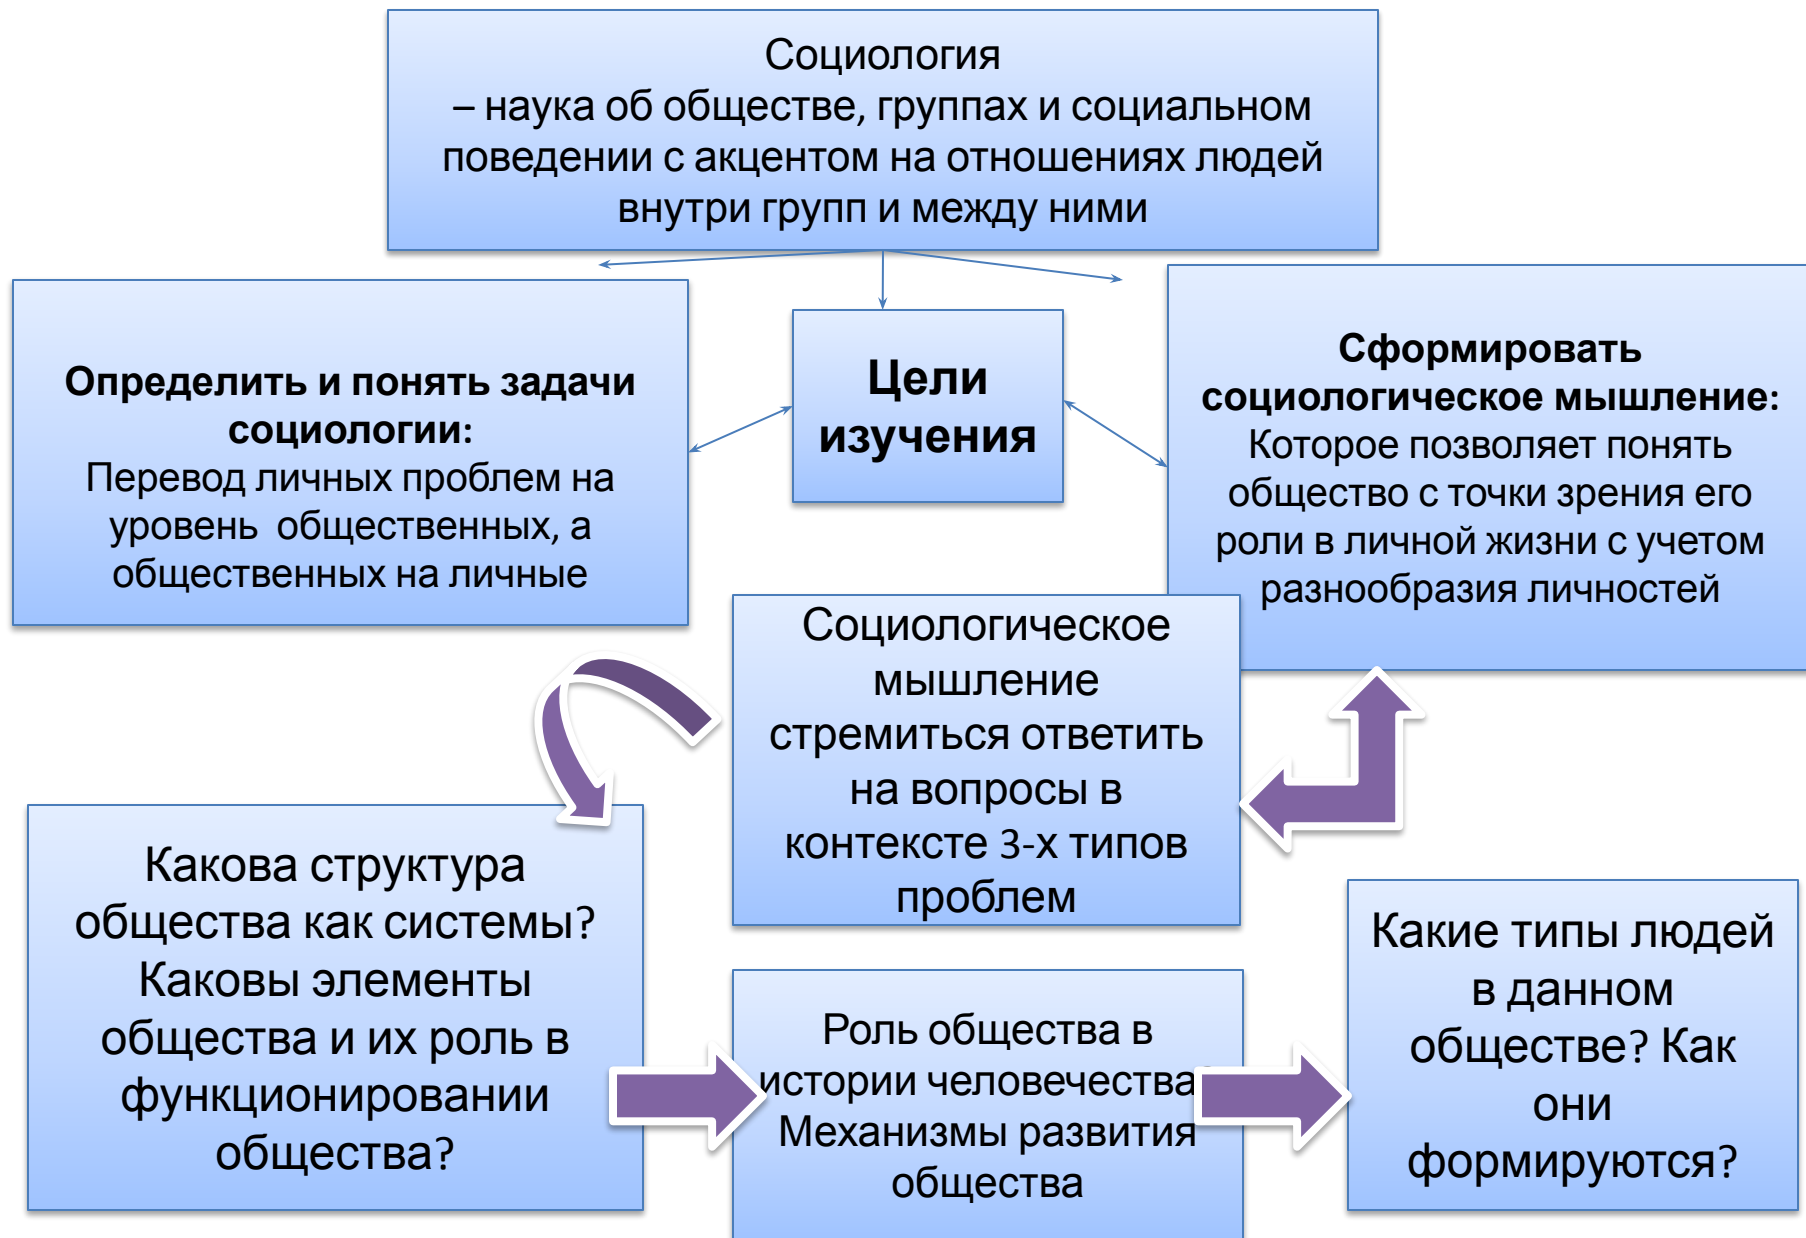 Социология
– наука об обществе, группах и социальном
поведении с акцентом на отношениях людей
внутри групп и между ними
Определить и понять задачи
социологии:
Перевод личных проблем на
уровень общественных, а
общественных на личные
Цели
изучения
Сформировать
социологическое мышление:
Которое позволяет понять
общество с точки зрения его
роли в личной жизни с учетом
разнообразия личностей
Социологическое
мышление
стремиться ответить
на вопросы в
контексте 3-х типов
проблем
Какова структура
общества как системы?
Каковы элементы
общества и их роль в
функционировании
общества?
Роль общества в
истории человечества
Механизмы развития
общества
Какие типы людей
в данном
обществе? Как
они
формируются?